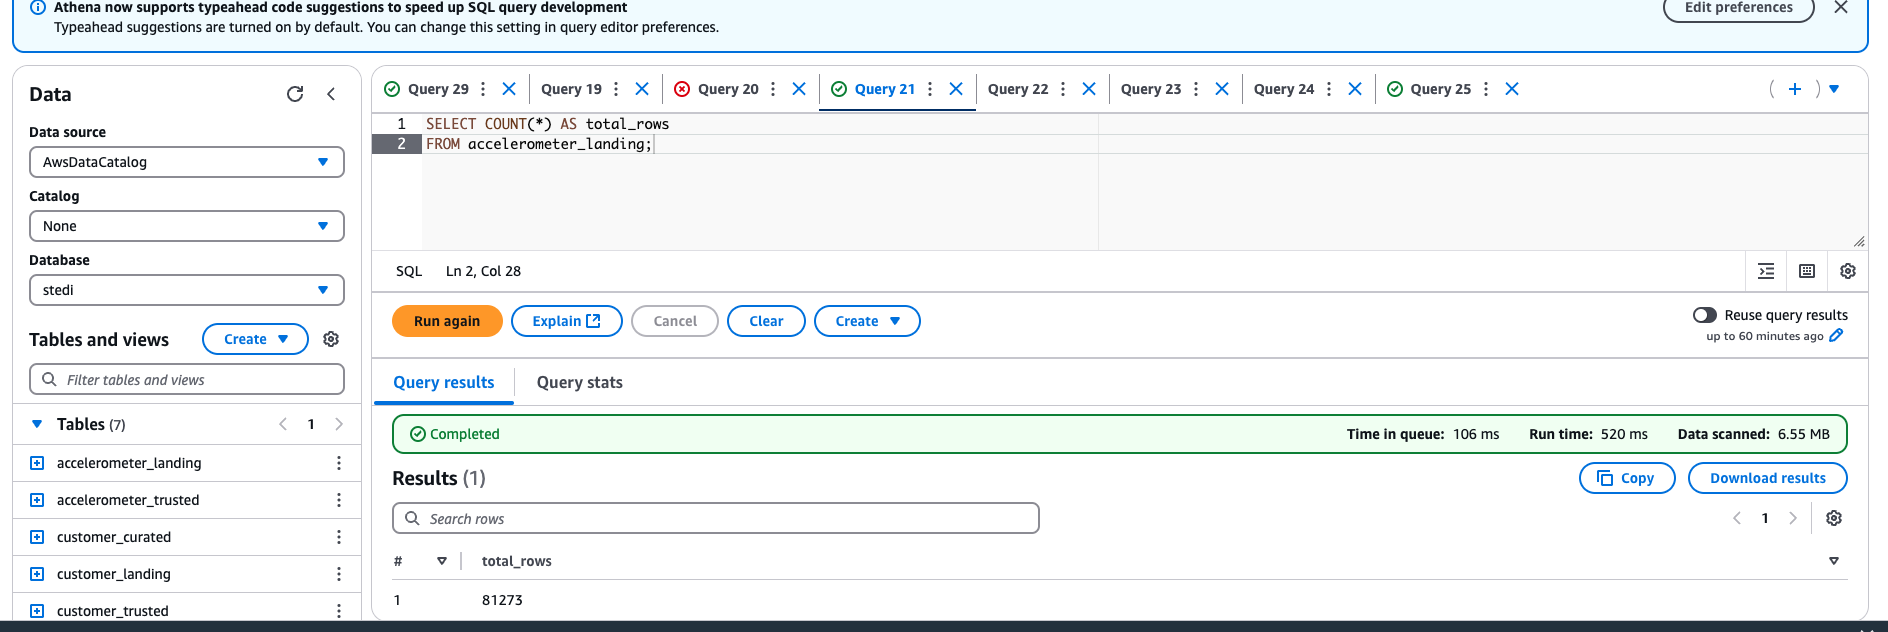 Athena now supports typeahead code suggestions to speed up SQL query development
Typeahead suggestions are turned on by default. You can change this setting in query editor preferences.
Edit preferences
Data
Data source
AwsDataCatalog
Catalog
None
Database
stedi
Tables and views
Create
Filter tables and views
Tables (7)
1
accelerometer_landing
accelerometer_trusted
customer_curated
customer_landing
customer_trusted
Query 29
Query 19
Query 20
Query 21
Query 22
Query 23
Query 24
Query 25
1 SELECT COUNT(*) AS total_rows
2 FROM accelerometer_landing;
SQL Ln 2, Col 28
Run again
Explain
Cancel
Clear
Create
Reuse query results
up to 60 minutes ago
Query results
Query stats
Completed
Time in queue: 106 ms
Run time: 520 ms
Data scanned: 6.55 MB
Results (1)
Copy
Download results
Search rows
1
# total_rows
1 81273